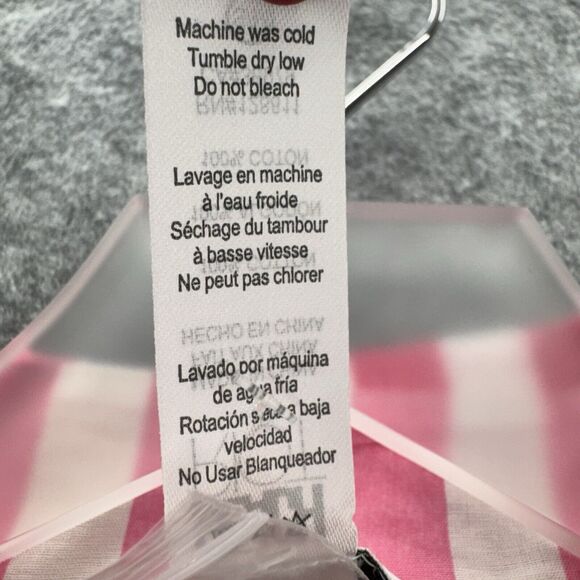 Machine was cold
Tumble dry low
Do not bleach
Lavage en machine
à l'eau froide
Séchage du tambour
à basse vitesse
Ne peut pas chlorer
Lavado por máquina
de agua fría
Rotación a baja
velocidad
No Usar Blanqueador